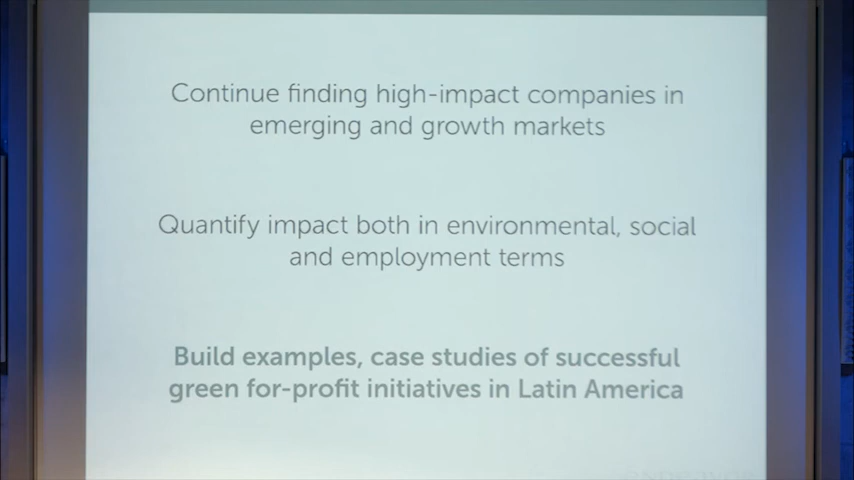 Continue finding high-impact companies in
emerging and growth markets
Quantify impact both in environmental, social
and employment terms
Build examples, case studies of successful
green for-profit initiatives in Latin America